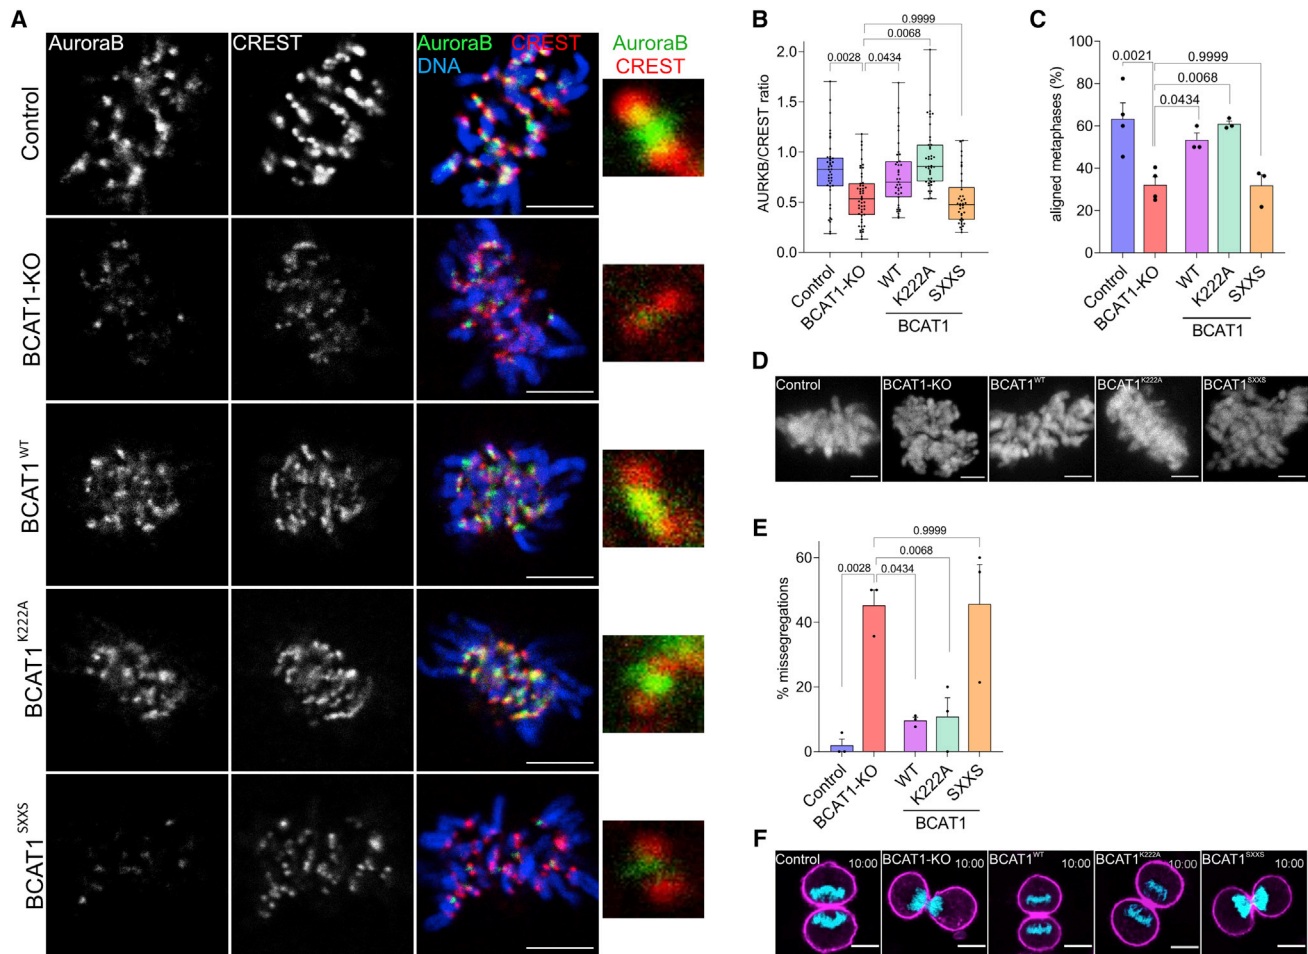 A
AuroraB
CREST
AuroraB CREST
DNA
AuroraB
CREST
Control
BCAT1-KO
BCAT1WT
BCAT1K222A
BCAT1SXXS
B
0.9999
0.0068
0.0028
0.0434
AURKB/CREST ratio
2.0
1.5
1.0
0.5
0.0
Control
BCAT1-KO
WT
K222A
SXXS
BCAT1
C
0.0021
0.9999
0.0068
0.0434
aligned metaphases (%)
100
80
60
40
20
0
Control
BCAT1-KO
WT
K222A
SXXS
BCAT1
D
Control
BCAT1-KO
BCAT1WT
BCAT1K222A
BCAT1SXXS
E
0.9999
0.0068
0.0028
0.0434
% missegregations
60
40
20
0
Control
BCAT1-KO
WT
K222A
SXXS
BCAT1
F
Control
10:00
BCAT1-KO
10:00
BCAT1WT
10:00
BCAT1K222A
10:00
BCAT1SXXS
10:00